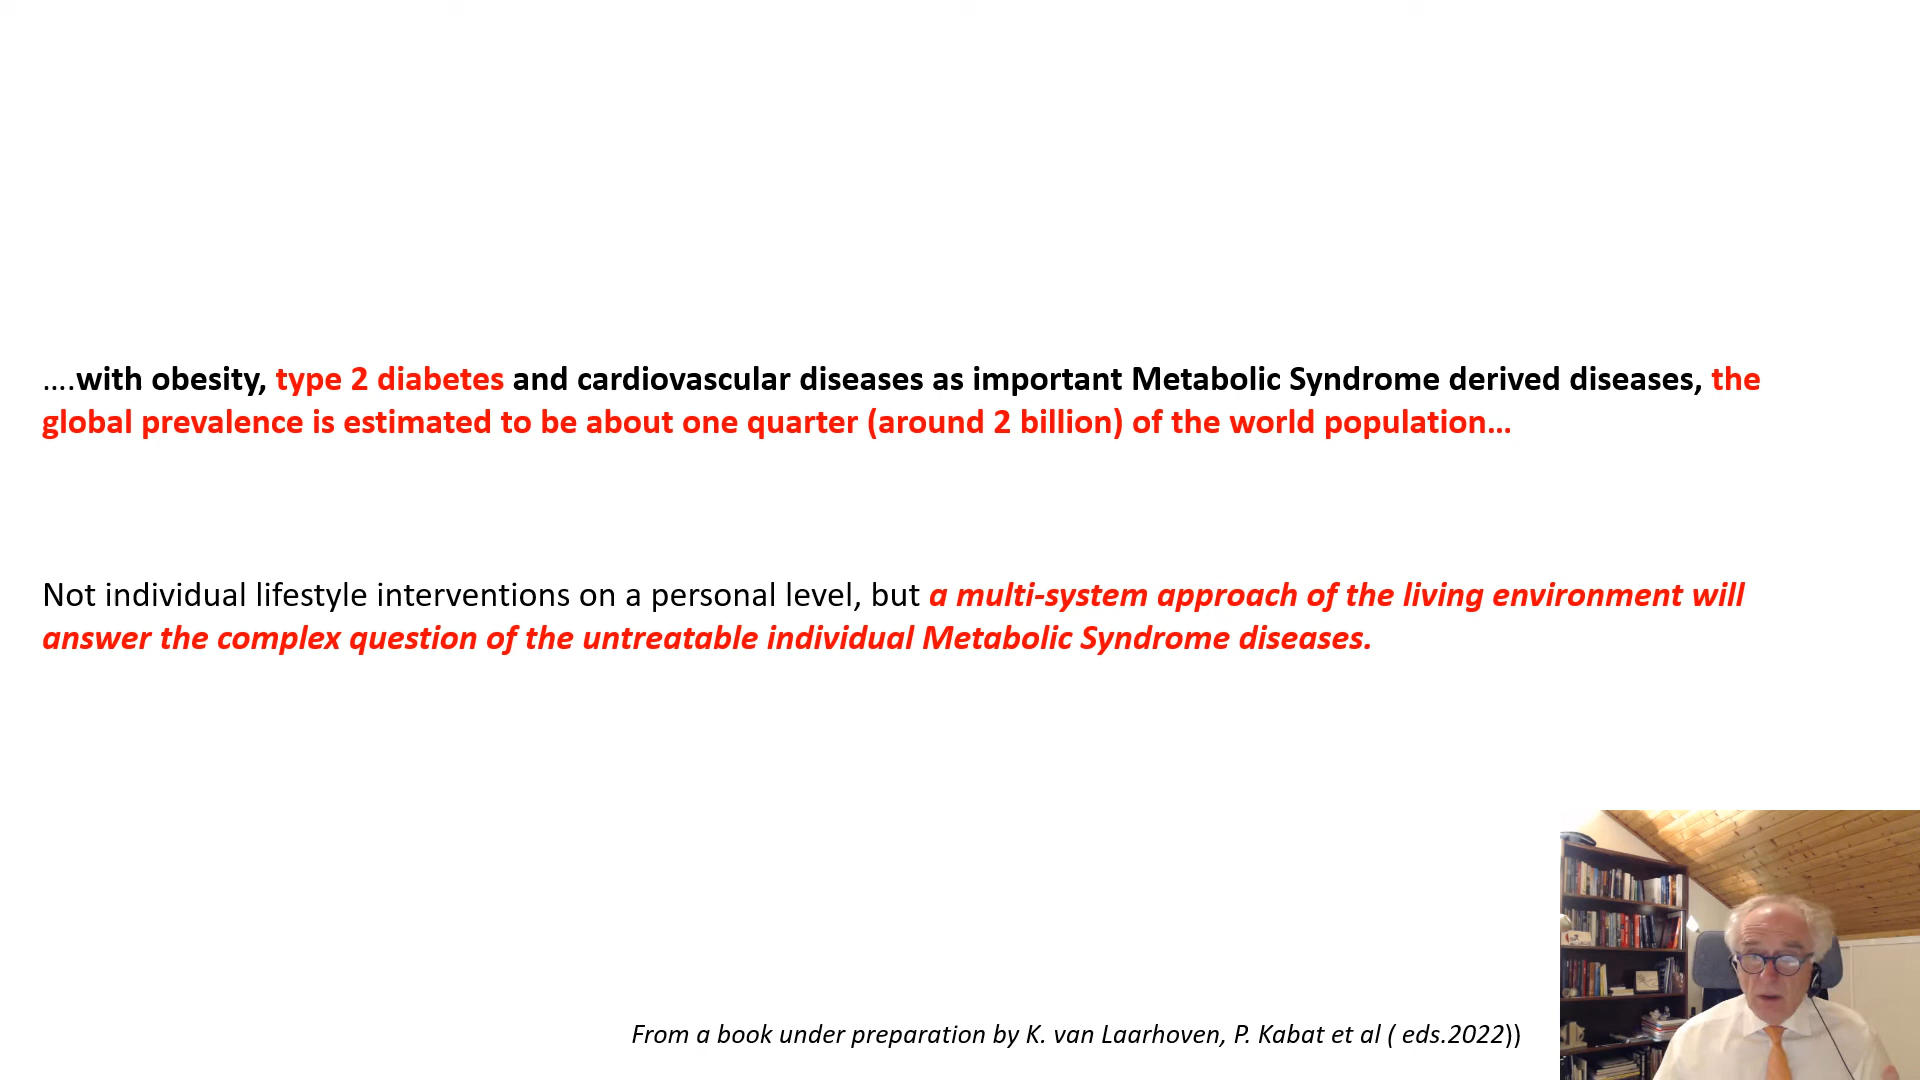 ….with obesity, type 2 diabetes and cardiovascular diseases as important Metabolic Syndrome derived diseases, the
global prevalence is estimated to be about one quarter (around 2 billion) of the world population…
Not individual lifestyle interventions on a personal level, but a multi-system approach of the living environment will
answer the complex question of the untreatable individual Metabolic Syndrome diseases.
From a book under preparation by K. van Laarhoven, P. Kabat et al ( eds.2022))